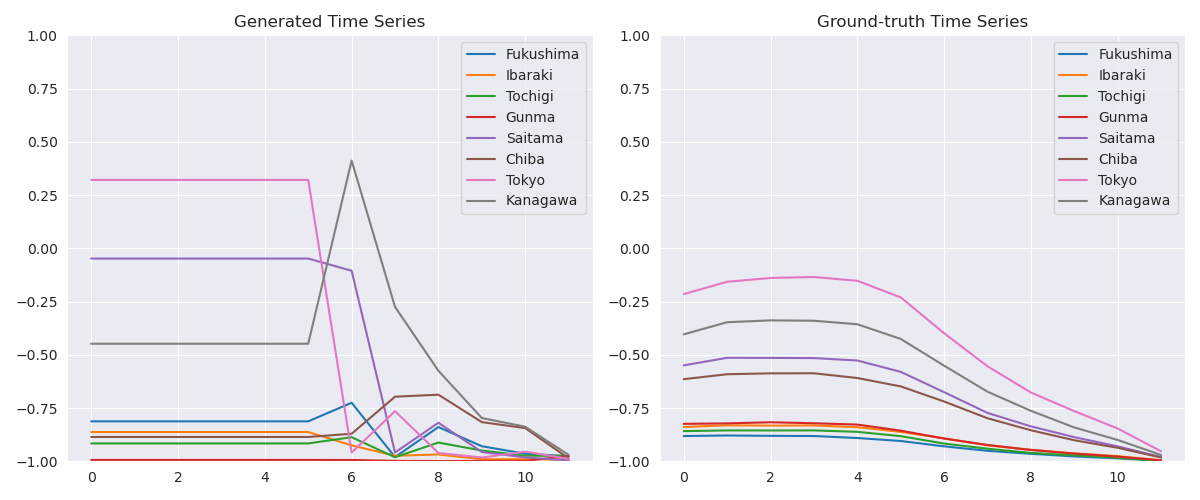 Generated Time Series
1.00
0.75
0.50
0.25
0.00
−0.25
−0.50
−0.75
−1.00
0 2 4 6 8 10
Fukushima
Ibaraki
Tochigi
Gunma
Saitama
Chiba
Tokyo
Kanagawa
Ground-truth Time Series
1.00
0.75
0.50
0.25
0.00
−0.25
−0.50
−0.75
−1.00
0 2 4 6 8 10
Fukushima
Ibaraki
Tochigi
Gunma
Saitama
Chiba
Tokyo
Kanagawa